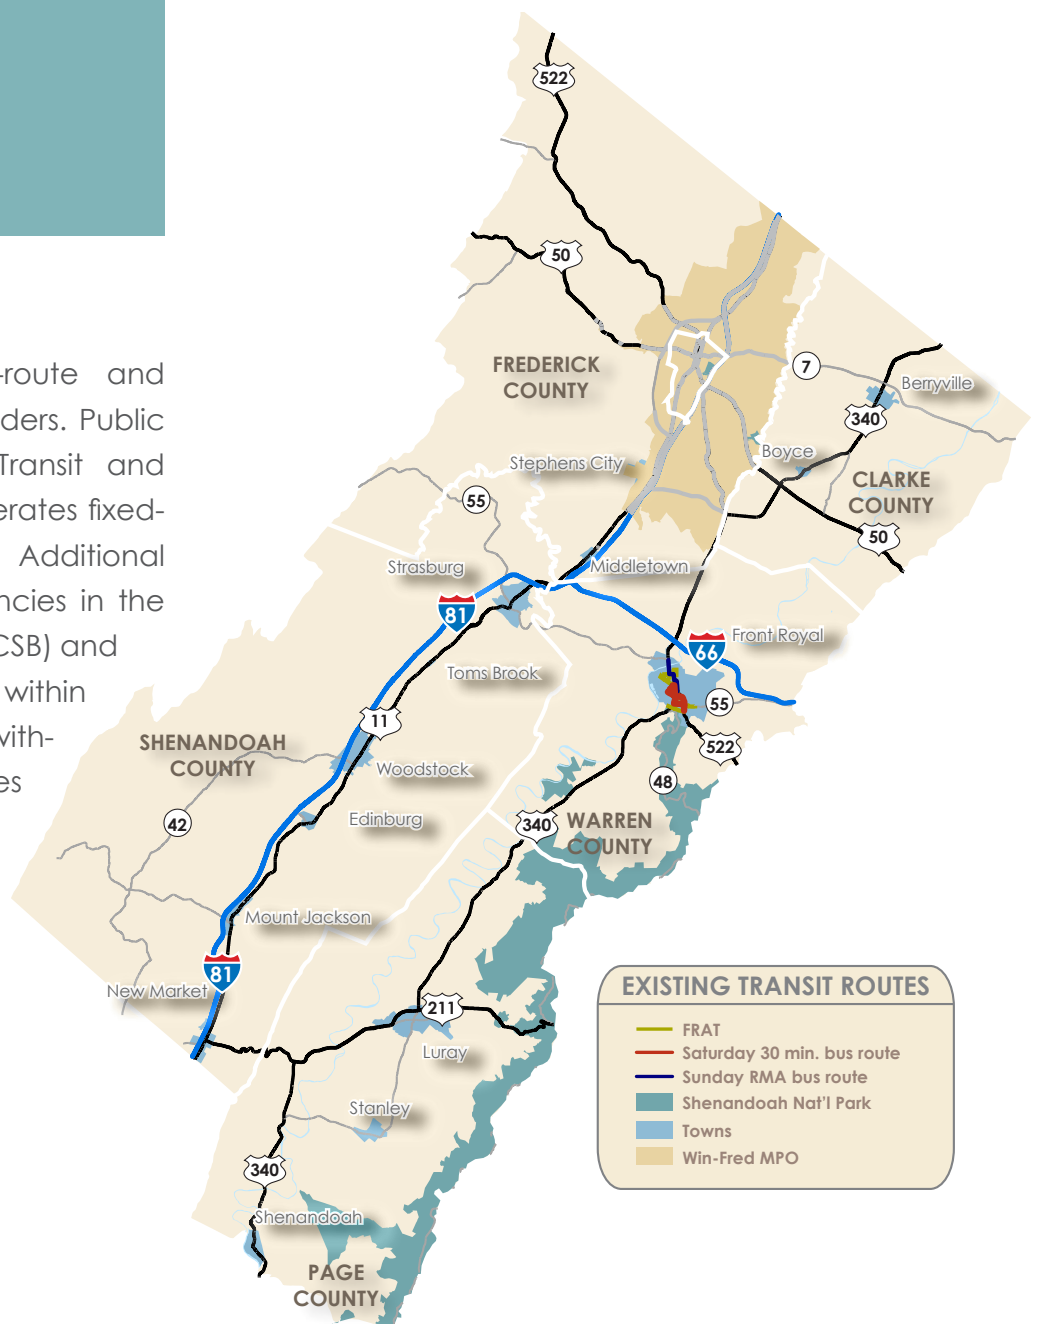 -route and
ders. Public
Transit and
erates fixed-
Additional
ncies in the
CSB) and
within
with-
es
522
50
FREDERICK
COUNTY
7
Berryville
340
Boyce
Stephens City
CLARKE
COUNTY
55
50
Strasburg
Middletown
81
Front Royal
66
Toms Brook
55
11
522
SHENANDOAH
COUNTY
Woodstock
48
42
Edinburg
340
WARREN
COUNTY
Mount Jackson
81
New Market
211
Luray
Stanley
340
Shenandoah
PAGE
COUNTY
EXISTING TRANSIT ROUTES
FRAT
Saturday 30 min. bus route
Sunday RMA bus route
Shenandoah Nat'l Park
Towns
Win-Fred MPO